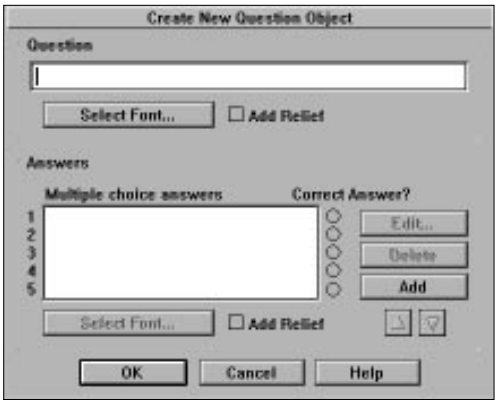 Create New Question Object
Question
Select Font... Add Relief
Answers
Multiple choice answers Correct Answer?
1
2
3
4
5
Edit...
Delete
Add
Select Font... Add Relief
OK Cancel Help